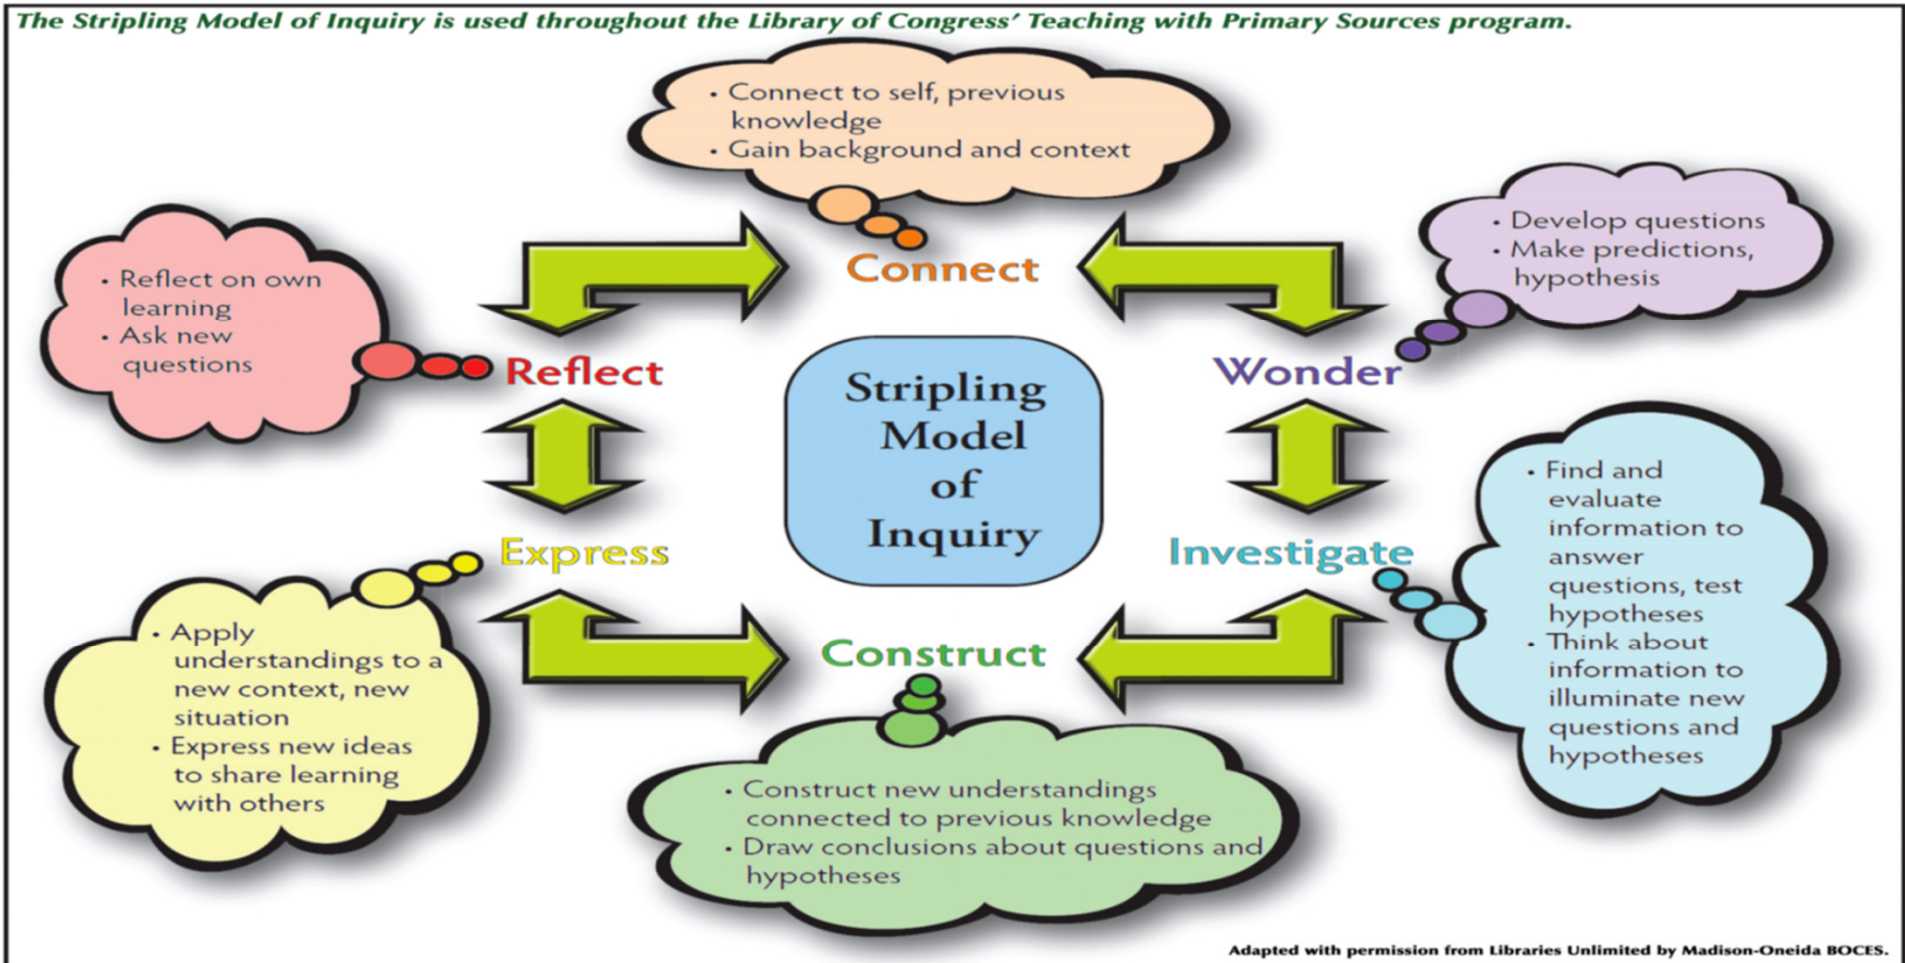 The Stripling Model of Inquiry is used throughout the Library of Congress' Teaching with Primary Sources program.
• Connect to self, previous
knowledge
• Gain background and context
Connect
• Develop questions
• Make predictions,
hypothesis
Wonder
• Find and
evaluate
information to
answer
questions, test
hypotheses
• Think about
information to
illuminate new
questions and
hypotheses
Investigate
Construct
• Construct new understandings
connected to previous knowledge
• Draw conclusions about questions and
hypotheses
Express
• Apply
understandings to a
new context, new
situation
• Express new ideas
to share learning
with others
Reflect
• Reflect on own
learning
• Ask new
questions
Stripling
Model
of
Inquiry
Adapted with permission from Libraries Unlimited by Madison-Oneida BOCES.